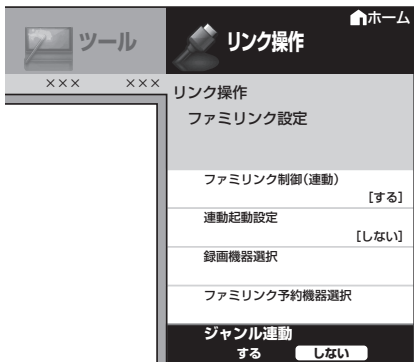 ホーム
ツール リンク操作
××× ×××
リンク操作
ファミリンク設定
ファミリンク制御(連動)
[する]
連動起動設定
[しない]
録画機器選択
ファミリンク予約機器選択
ジャンル連動
する しない